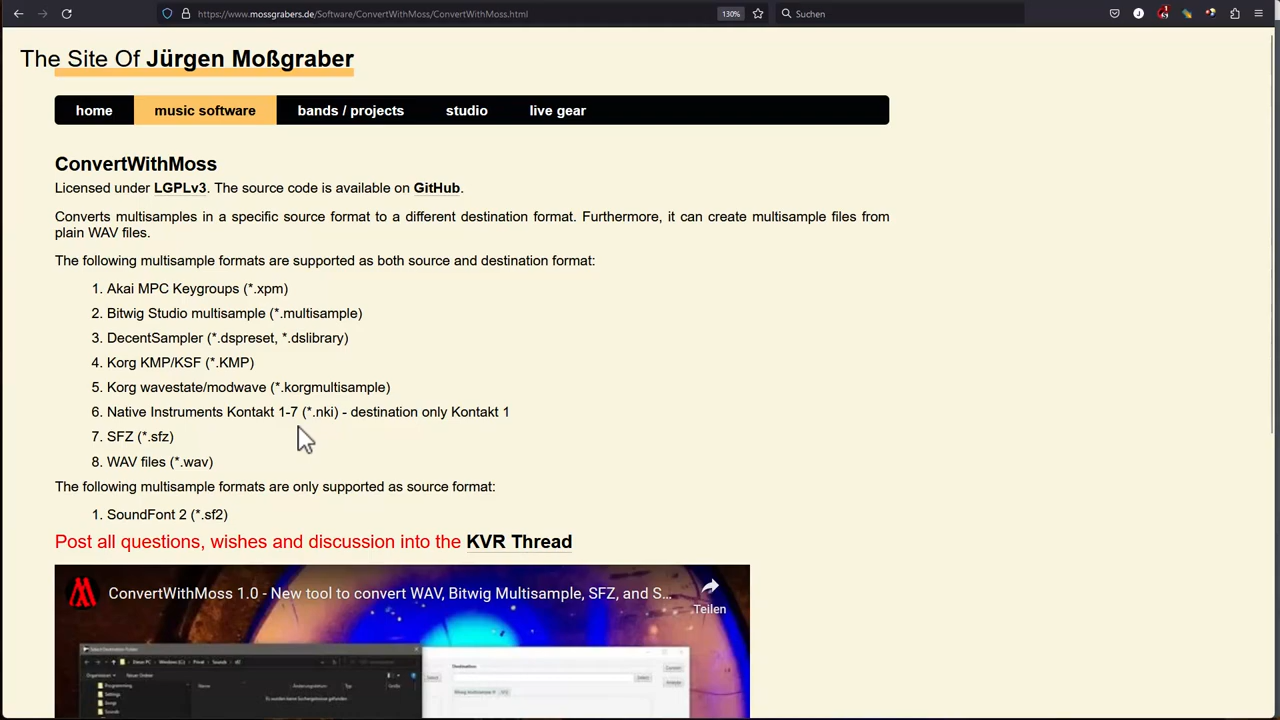 https://www.mossgrabers.de/Software/ConvertWithMoss/ConvertWithMoss.html
130%
Suchen
The Site Of Jürgen Moßgraber
home music software bands / projects studio live gear
ConvertWithMoss
Licensed under LGPLv3. The source code is available on GitHub.
Converts multisamples in a specific source format to a different destination format. Furthermore, it can create multisample files from
plain WAV files.
The following multisample formats are supported as both source and destination format:
1. Akai MPC Keygroups (*.xpm)
2. Bitwig Studio multisample (*.multisample)
3. DecentSampler (*.dspreset, *.dslibrary)
4. Korg KMP/KSF (*.KMP)
5. Korg wavestate/modwave (*.korgmultisample)
6. Native Instruments Kontakt 1-7 (*.nki) - destination only Kontakt 1
7. SFZ (*.sfz)
8. WAV files (*.wav)
The following multisample formats are only supported as source format:
1. SoundFont 2 (*.sf2)
Post all questions, wishes and discussion into the KVR Thread
ConvertWithMoss 1.0 - New tool to convert WAV, Bitwig Multisample, SFZ, and S...
Teilen
Destination
Programming
Settings
Songs
Sounds